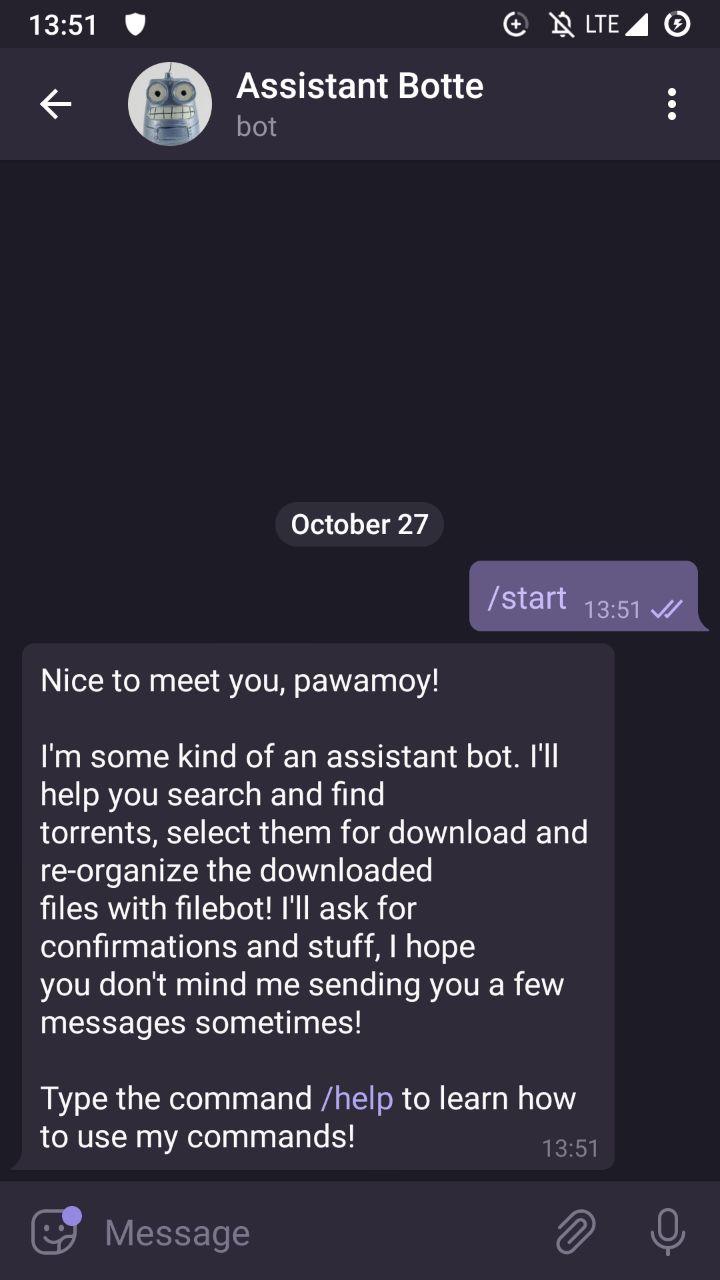 13:51
LTE
Assistant Botte
bot
October 27
/start
13:51
Nice to meet you, pawamoy!
I'm some kind of an assistant bot. I'll
help you search and find
torrents, select them for download and
re-organize the downloaded
files with filebot! I'll ask for
confirmations and stuff, I hope
you don't mind me sending you a few
messages sometimes!
Type the command /help to learn how
to use my commands!
13:51
Message